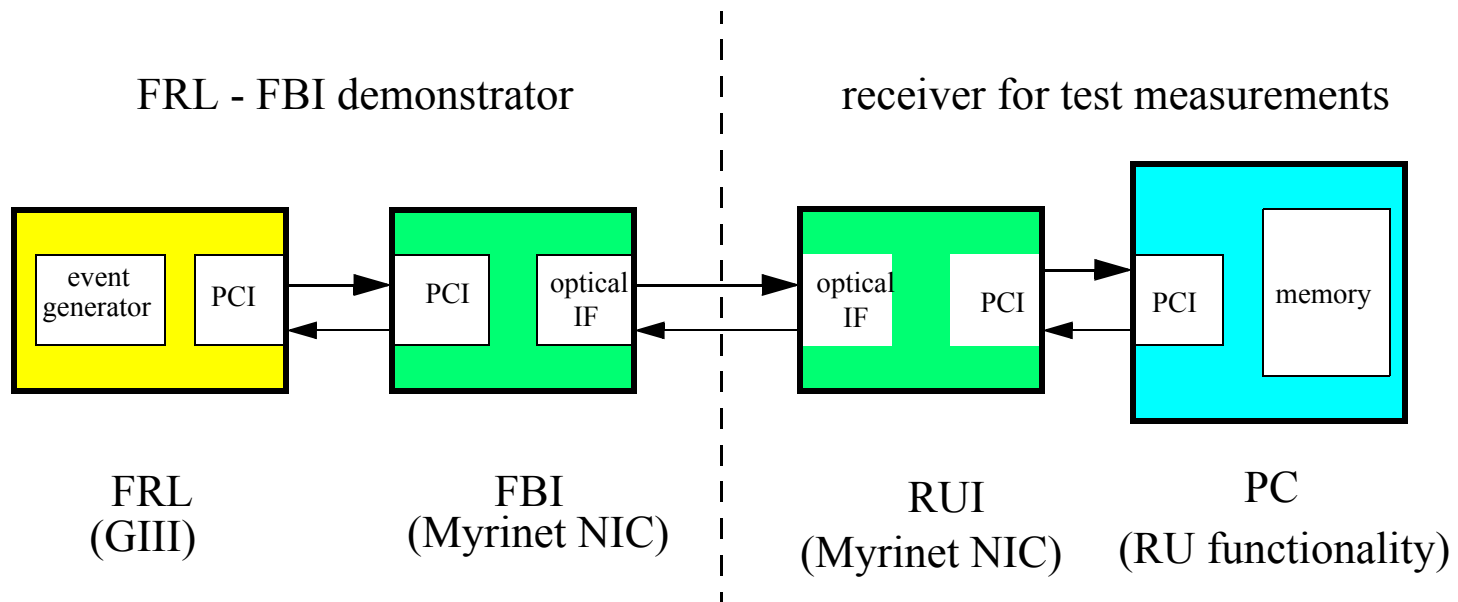 FRL - FBI demonstrator
receiver for test measurements
event
generator
PCI
PCI
optical
IF
optical
IF
PCI
PCI
memory
FRL
(GIII)
FBI
(Myrinet NIC)
RUI
(Myrinet NIC)
PC
(RU functionality)